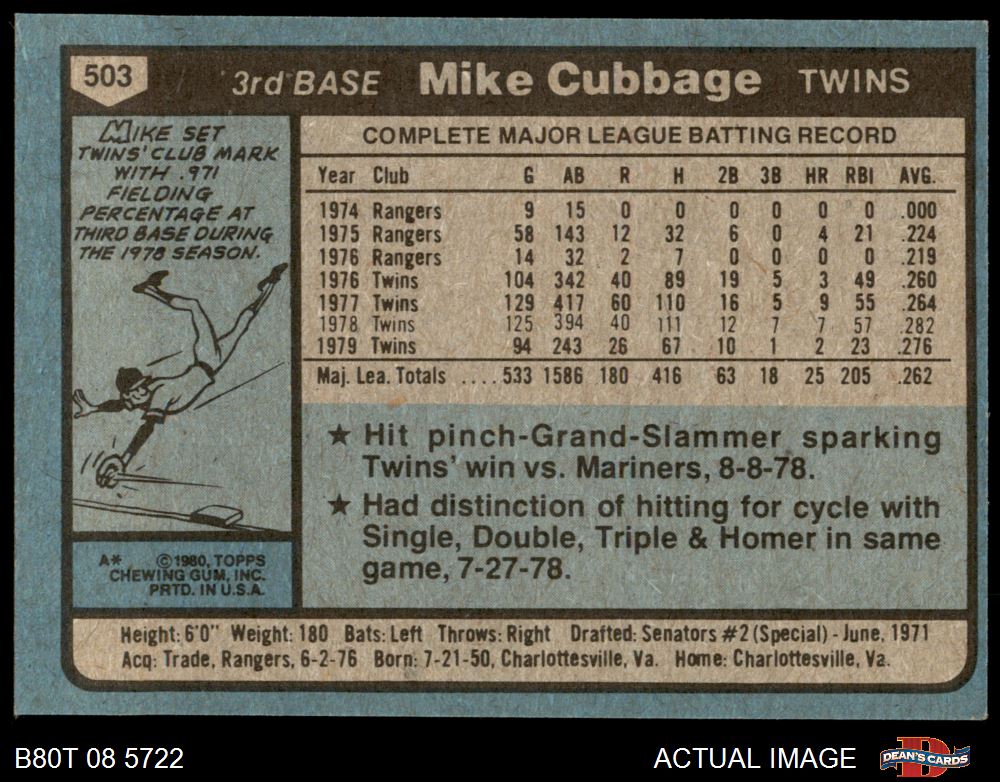 503 3rd BASE Mike Cubbage TWINS
MIKE SET
TWINS' CLUB MARK
WITH .971
FIELDING
PERCENTAGE AT
THIRD BASE DURING
THE 1978 SEASON.
COMPLETE MAJOR LEAGUE BATTING RECORD
Year Club G AB R H 2B 3B HR RBI AVG.
1974 Rangers 9 15 0 0 0 0 0 0 .000
1975 Rangers 58 143 12 32 6 0 4 21 .224
1976 Rangers 14 32 2 7 0 0 0 0 .219
1976 Twins 104 342 40 89 19 5 3 49 .260
1977 Twins 129 417 60 110 16 5 9 55 .264
1978 Twins 125 394 40 111 12 7 7 57 .282
1979 Twins 94 243 26 67 10 1 2 23 .276
Maj. Lea. Totals ....533 1586 180 416 63 18 25 205 .262
★ Hit pinch-Grand-Slammer sparking
Twins' win vs. Mariners, 8-8-78.
★ Had distinction of hitting for cycle with
Single, Double, Triple & Homer in same
game, 7-27-78.
A* ©1980, TOPPS
CHEWING GUM, INC.
PRTD. IN U.S.A.
Height: 6'0" Weight: 180 Bats: Left Throws: Right Drafted: Senators #2 (Special) - June, 1971
Acq: Trade, Rangers, 6-2-76 Born: 7-21-50, Charlottesville, Va. Home: Charlottesville, Va.
B80T 08 5722 ACTUAL IMAGE DEAN'S CARDS